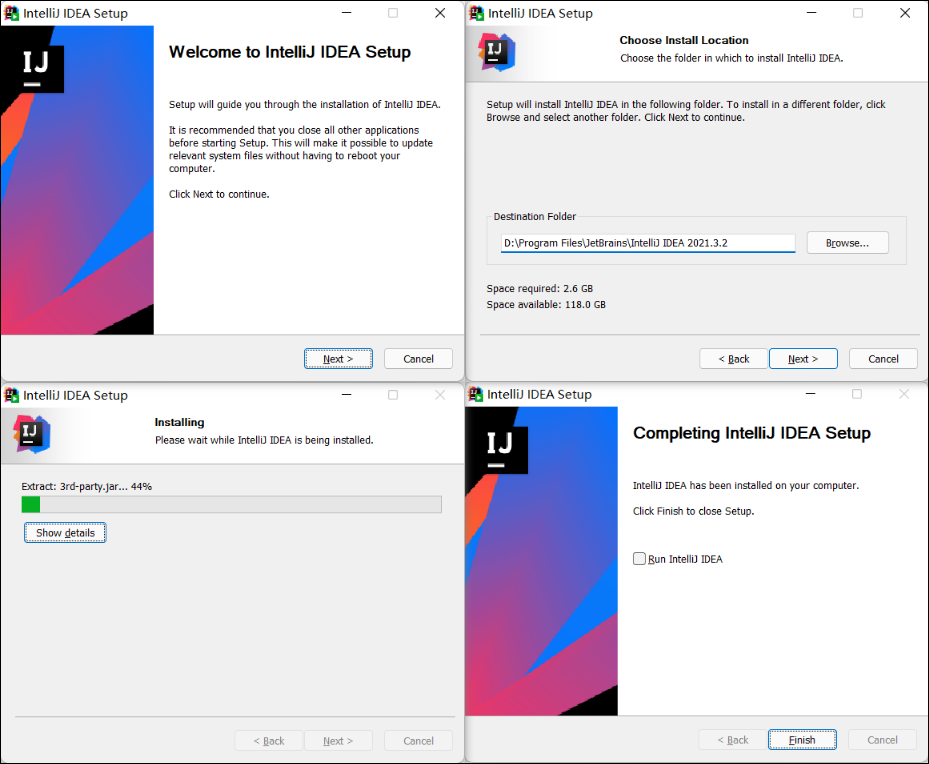 IntelliJ IDEA Setup
IJ
Welcome to IntelliJ IDEA Setup
Setup will guide you through the installation of IntelliJ IDEA.
It is recommended that you close all other applications
before starting Setup. This will make it possible to update
relevant system files without having to reboot your
computer.
Click Next to continue.
Next >
Cancel
IntelliJ IDEA Setup
IJ
Choose Install Location
Choose the folder in which to install IntelliJ IDEA.
Setup will install IntelliJ IDEA in the following folder. To install in a different folder, click
Browse and select another folder. Click Next to continue.
Destination Folder
D:\Program Files\JetBrains\IntelliJ IDEA 2021.3.2
Browse...
Space required: 2.6 GB
Space available: 118.0 GB
< Back
Next >
Cancel
IntelliJ IDEA Setup
IJ
Installing
Please wait while IntelliJ IDEA is being installed.
Extract: 3rd-party.jar... 44%
Show details
< Back
Next >
Cancel
IntelliJ IDEA Setup
IJ
Completing IntelliJ IDEA Setup
IntelliJ IDEA has been installed on your computer.
Click Finish to close Setup.
Run IntelliJ IDEA
< Back
Finish
Cancel